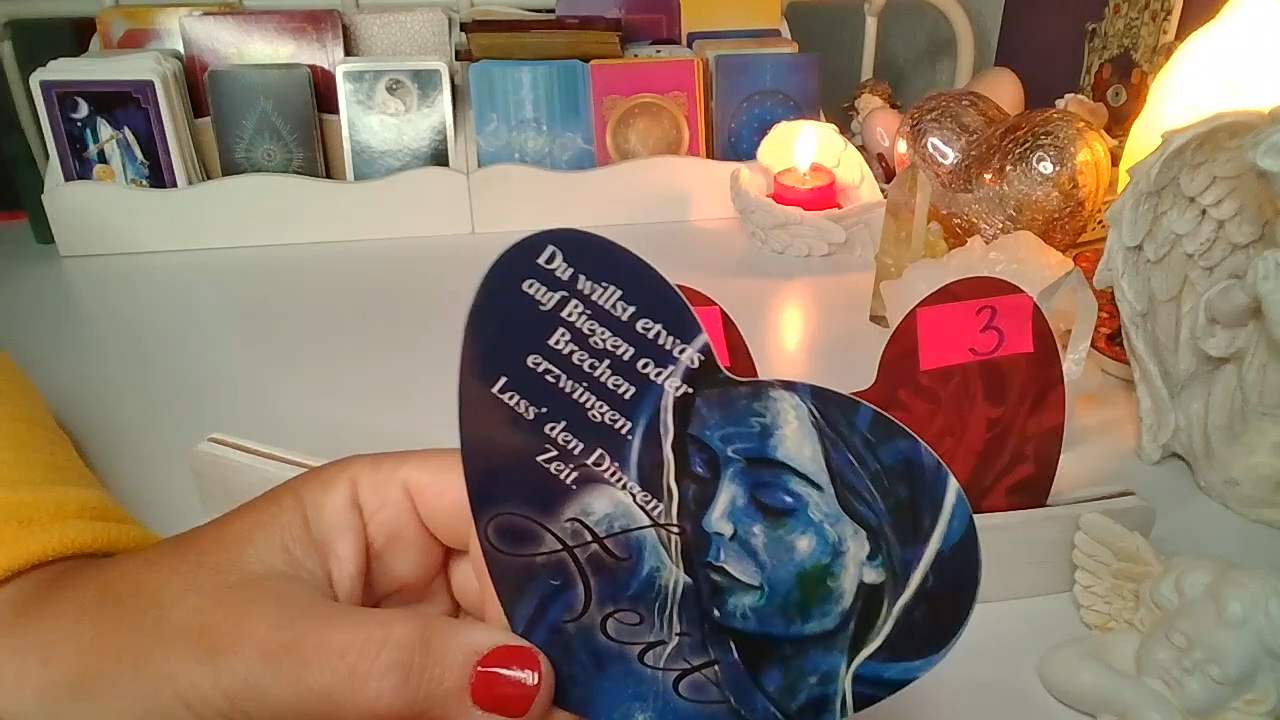 Du willst etwas
auf Biegen oder
Brechen
erzwingen.
Lass' den Dingen
Zeit.
Zeit
3